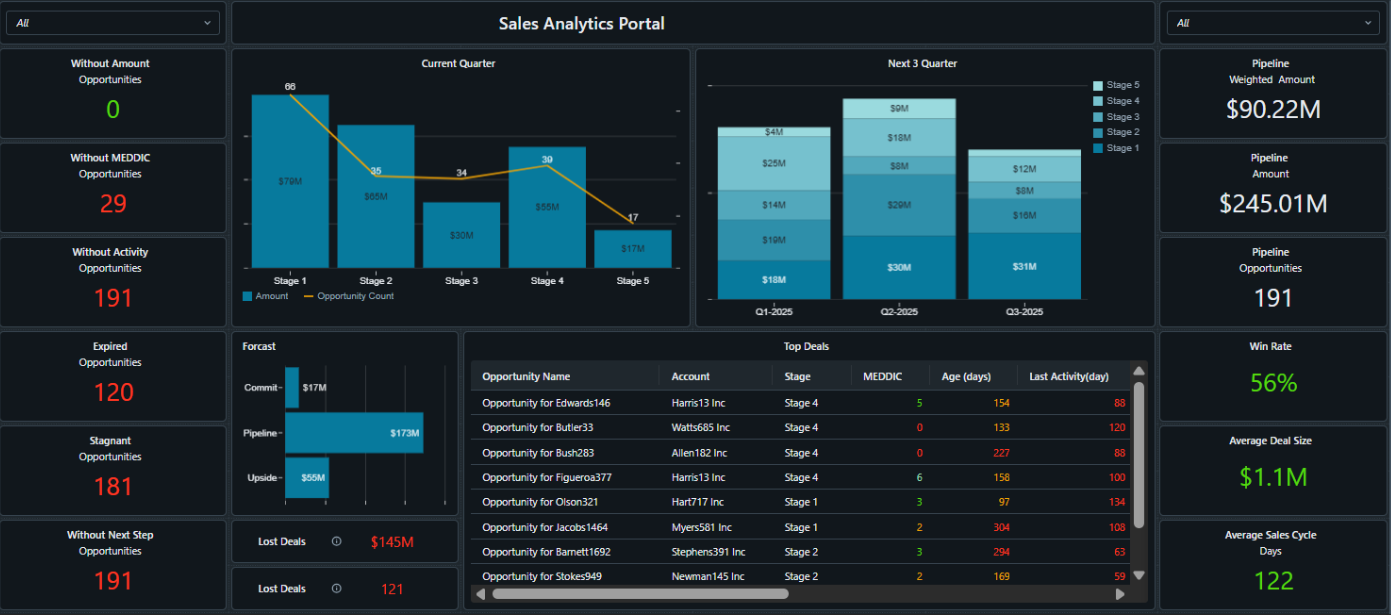 All
Sales Analytics Portal
All
Without Amount
Opportunities
0
Without MEDDIC
Opportunities
29
Without Activity
Opportunities
191
Expired
Opportunities
120
Stagnant
Opportunities
181
Without Next Step
Opportunities
191
Current Quarter
66
35
34
39
17
$79M
$65M
$30M
$55M
$17M
Stage 1 Stage 2 Stage 3 Stage 4 Stage 5
Amount Opportunity Count
Next 3 Quarter
Stage 5
Stage 4
Stage 3
Stage 2
Stage 1
$4M
$25M
$14M
$19M
$18M
$9M
$18M
$8M
$29M
$30M
$12M
$8M
$16M
$31M
Q1-2025 Q2-2025 Q3-2025
Forcast
Commit $17M
Pipeline $173M
Upside $55M
Lost Deals $145M
Lost Deals 121
Top Deals
Opportunity Name Account Stage MEDDIC Age (days) Last Activity(day)
Opportunity for Edwards146 Harris13 Inc Stage 4 5 154 88
Opportunity for Butler33 Watts685 Inc Stage 4 0 133 120
Opportunity for Bush283 Allen182 Inc Stage 4 0 227 88
Opportunity for Figueroa377 Harris13 Inc Stage 4 6 158 100
Opportunity for Olson321 Hart717 Inc Stage 1 3 97 134
Opportunity for Jacobs1464 Myers581 Inc Stage 1 2 304 108
Opportunity for Barnett1692 Stephens391 Inc Stage 2 3 294 63
Opportunity for Stokes949 Newman145 Inc Stage 2 2 169 59
Pipeline
Weighted Amount
$90.22M
Pipeline
Amount
$245.01M
Pipeline
Opportunities
191
Win Rate
56%
Average Deal Size
$1.1M
Average Sales Cycle
Days
122